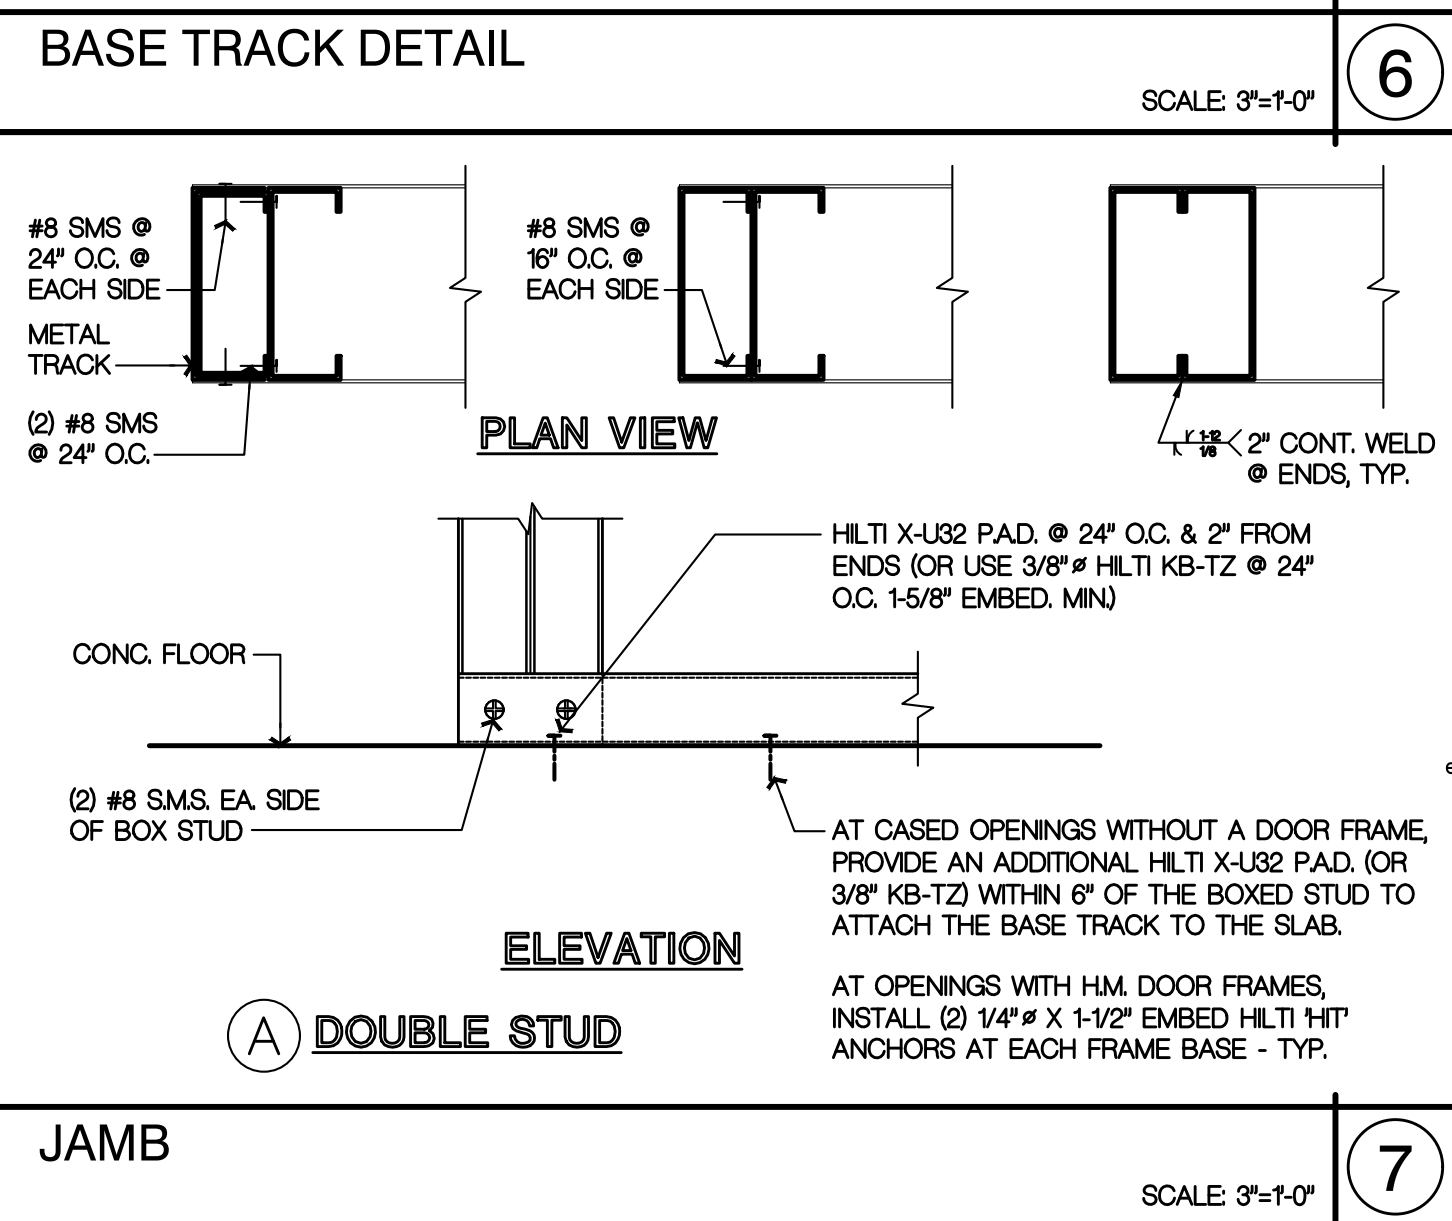 BASE TRACK DETAIL
SCALE: 3"=1'-0"
6
#8 SMS @
24" O.C. @
EACH SIDE
METAL
TRACK
(2) #8 SMS
@ 24" O.C.
#8 SMS @
16" O.C. @
EACH SIDE
PLAN VIEW
1-12
1/8
2" CONT. WELD
@ ENDS, TYP.
HILTI X-U32 P.A.D. @ 24" O.C. & 2" FROM
ENDS (OR USE 3/8"ø HILTI KB-TZ @ 24"
O.C. 1-5/8" EMBED. MIN.)
CONC. FLOOR
(2) #8 S.M.S. EA. SIDE
OF BOX STUD
AT CASED OPENINGS WITHOUT A DOOR FRAME,
PROVIDE AN ADDITIONAL HILTI X-U32 P.A.D. (OR
3/8" KB-TZ) WITHIN 6" OF THE BOXED STUD TO
ATTACH THE BASE TRACK TO THE SLAB.
ELEVATION
AT OPENINGS WITH H.M. DOOR FRAMES,
INSTALL (2) 1/4"ø X 1-1/2" EMBED HILTI 'HIT'
ANCHORS AT EACH FRAME BASE - TYP.
A DOUBLE STUD
JAMB
SCALE: 3"=1'-0"
7